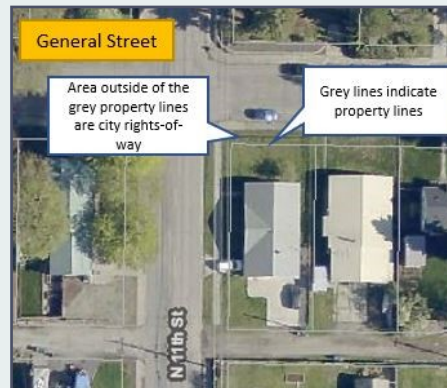 General Street
Area outside of the
grey property lines
are city rights-of-
way
Grey lines indicate
property lines
N 11th St